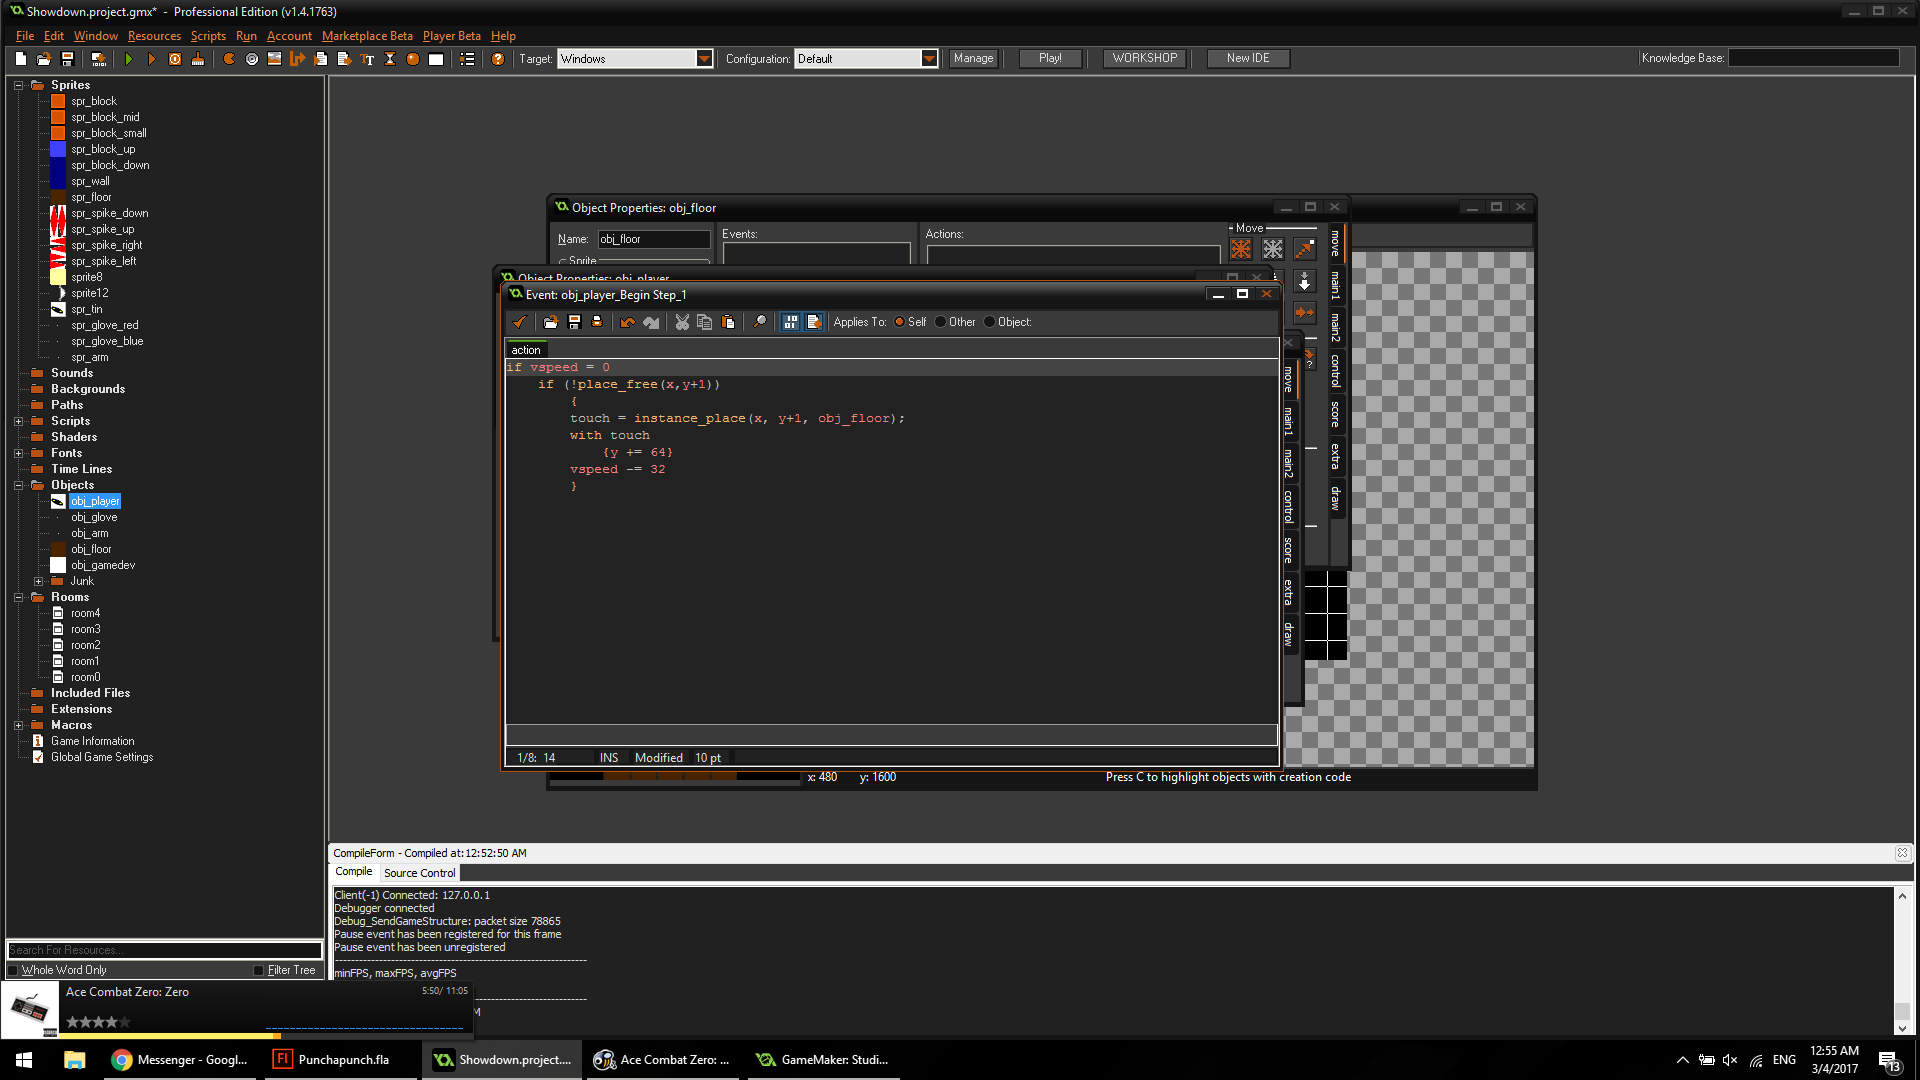 Showdown.project.gmx*  -  Professional Edition (v1.4.1763)
File Edit Window Resources Scripts Run Account Marketplace Beta Player Beta Help
Target: Windows Configuration: Default Manage Play! WORKSHOP New IDE Knowledge Base:
Sprites
spr_block
spr_block_mid
spr_block_small
spr_block_up
spr_block_down
spr_wall
spr_floor
spr_spike_down
spr_spike_up
spr_spike_right
spr_spike_left
sprite8
sprite12
spr_tin
spr_glove_red
spr_glove_blue
spr_arm
Sounds
Backgrounds
Paths
Scripts
Shaders
Fonts
Time Lines
Objects
obj_player
obj_glove
obj_arm
obj_floor
obj_gamedev
Junk
Rooms
room4
room3
room2
room1
room0
Included Files
Extensions
Macros
Game Information
Global Game Settings
Search For Resources...
Whole Word Only Filter Tree
Object Properties: obj_floor
Name: obj_floor Events: Actions: Move
Sprite
move
main1
main2
control
score
extra
draw
Object Properties: obj_player
Event: obj_player_Begin Step_1
Applies To: Self Other Object:
action
if vspeed = 0
if (!place_free(x,y+1))
{
touch = instance_place(x, y+1, obj_floor);
with touch
{y += 64}
vspeed -= 32
}
1/8: 14 INS Modified 10 pt
move
main1
main2
control
score
extra
draw
x: 480 y: 1600 Press C to highlight objects with creation code
CompileForm - Compiled at:12:52:50 AM
Compile Source Control
Client(-1) Connected: 127.0.0.1
Debugger connected
Debug_SendGameStructure: packet size 78865
Pause event has been registered for this frame
Pause event has been unregistered
minFPS, maxFPS, avgFPS
Ace Combat Zero: Zero 5:50/ 11:05
Messenger - Googl... Punchapunch.fla Showdown.project.... Ace Combat Zero: ... GameMaker: Studi...
ENG 12:55 AM
3/4/2017
13